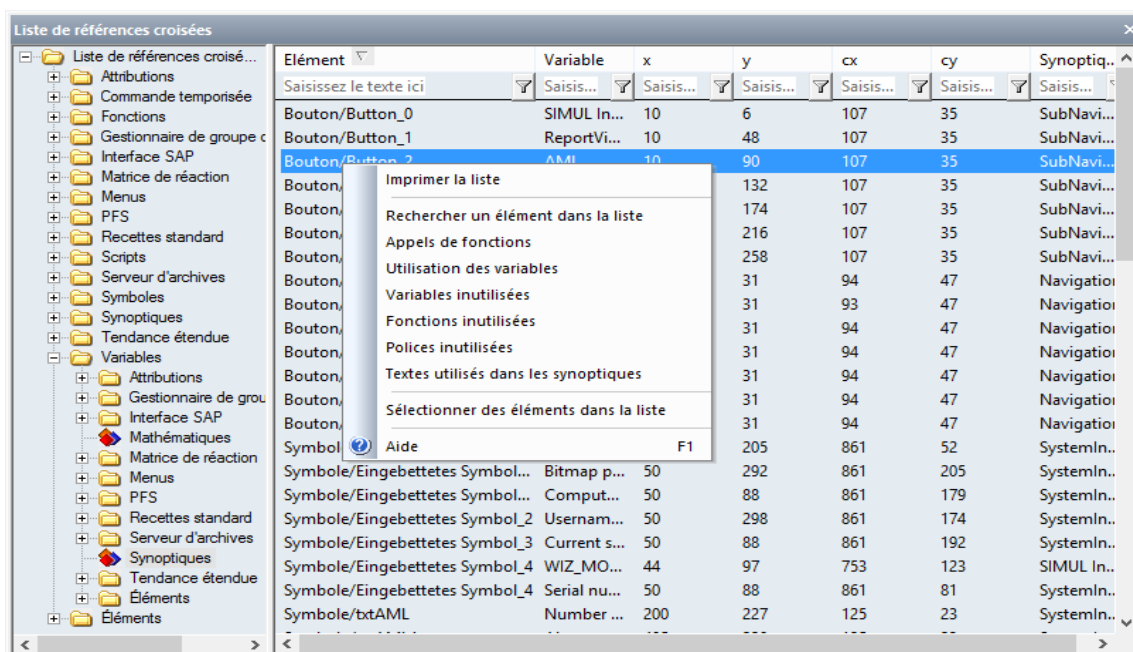 Liste de références croisées
Liste de références croisé...
Attributions
Commande temporisée
Fonctions
Gestionnaire de groupe
Interface SAP
Matrice de réaction
Menus
PFS
Recettes standard
Scripts
Serveur d'archives
Symboles
Synoptiques
Tendance étendue
Variables
Attributions
Gestionnaire de grou
Interface SAP
Mathématiques
Matrice de réaction
Menus
PFS
Recettes standard
Serveur d'archives
Synoptiques
Tendance étendue
Éléments
Éléments
Elément Variable x y cx cy Synoptiq..
Saisissez le texte ici Saisis... Saisis... Saisis... Saisis... Saisis... Saisis...
Bouton/Button_0 SIMUL In... 10 6 107 35 SubNavi...
Bouton/Button_1 ReportVi... 10 48 107 35 SubNavi...
Bouton/Button_2 AML 10 90 107 35 SubNavi...
Bouton/ 132 107 35 SubNavi...
Bouton/ 174 107 35 SubNavi...
Bouton/ 216 107 35 SubNavi...
Bouton/ 258 107 35 SubNavi...
Bouton/ 31 94 47 Navigation
Bouton/ 31 93 47 Navigation
Bouton/ 31 94 47 Navigation
Bouton/ 31 94 47 Navigation
Bouton/ 31 94 47 Navigation
Bouton/ 31 94 47 Navigation
Bouton/ 31 94 47 Navigation
Symbol 205 861 52 SystemIn..
Symbole/Eingebettetes Symbol... Bitmap p... 50 292 861 205 SystemIn..
Symbole/Eingebettetes Symbol... Comput... 50 88 861 179 SystemIn..
Symbole/Eingebettetes Symbol_2 Usernam... 50 298 861 174 SystemIn..
Symbole/Eingebettetes Symbol_3 Current s... 50 88 861 192 SystemIn..
Symbole/Eingebettetes Symbol_4 WIZ_MO... 44 97 753 123 SIMUL In...
Symbole/Eingebettetes Symbol_4 Serial nu... 50 88 861 81 SystemIn..
Symbole/txtAML Number ... 200 227 125 23 SystemIn..
Imprimer la liste
Rechercher un élément dans la liste
Appels de fonctions
Utilisation des variables
Variables inutilisées
Fonctions inutilisées
Polices inutilisées
Textes utilisés dans les synoptiques
Sélectionner des éléments dans la liste
Aide F1